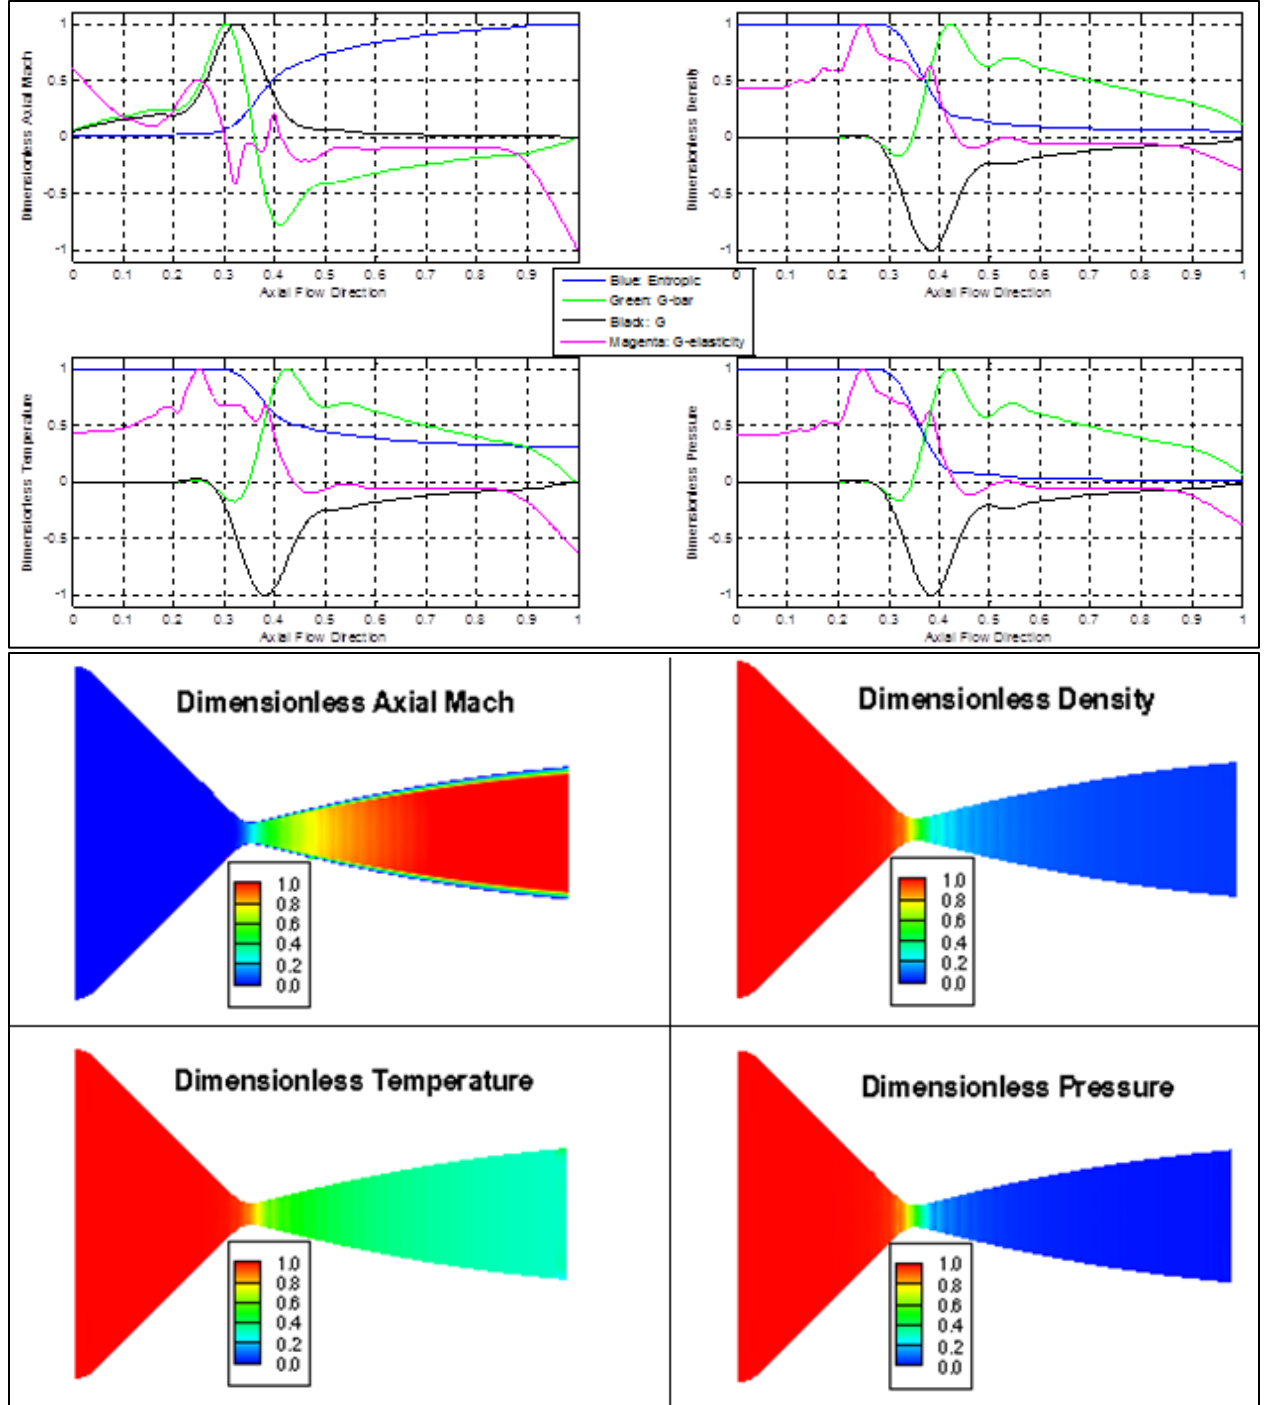 Dimensionless Axial Mach
1
0.5
0
-0.5
-1
0 0.1 0.2 0.3 0.4 0.5 0.6 0.7 0.8 0.9
Axial Flow Direction
Dimensionless Density
1
0.5
0
-0.5
-1
0 0.1 0.2 0.3 0.4 0.5 0.6 0.7 0.8 0.9 1
Axial Flow Direction
Blue: Entropic
Green: G-bar
Black: G
Magenta: G-elasticity
Dimensionless Temperature
1
0.5
0
-0.5
-1
0 0.1 0.2 0.3 0.4 0.5 0.6 0.7 0.8 0.9 1
Axial Flow Direction
Dimensionless Pressure
1
0.5
0
-0.5
-1
0 0.1 0.2 0.3 0.4 0.5 0.6 0.7 0.8 0.9 1
Axial Flow Direction
Dimensionless Axial Mach
1.0
0.8
0.6
0.4
0.2
0.0
Dimensionless Density
1.0
0.8
0.6
0.4
0.2
0.0
Dimensionless Temperature
1.0
0.8
0.6
0.4
0.2
0.0
Dimensionless Pressure
1.0
0.8
0.6
0.4
0.2
0.0